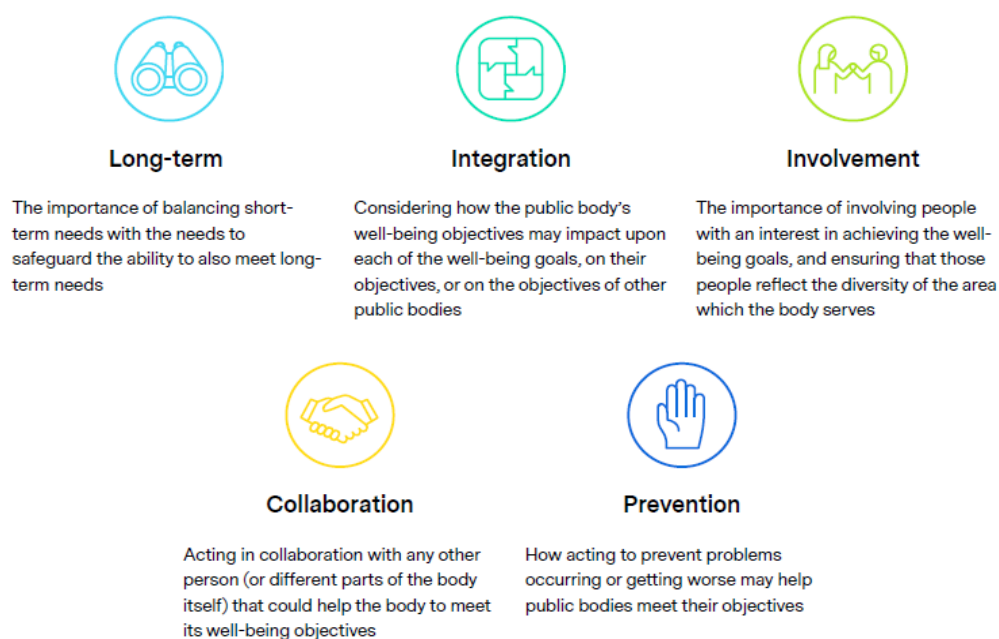 Long-term
The importance of balancing short-
term needs with the needs to
safeguard the ability to also meet long-
term needs
Integration
Considering how the public body's
well-being objectives may impact upon
each of the well-being goals, on their
objectives, or on the objectives of other
public bodies
Involvement
The importance of involving people
with an interest in achieving the well-
being goals, and ensuring that those
people reflect the diversity of the area
which the body serves
Collaboration
Acting in collaboration with any other
person (or different parts of the body
itself) that could help the body to meet
its well-being objectives
Prevention
How acting to prevent problems
occurring or getting worse may help
public bodies meet their objectives